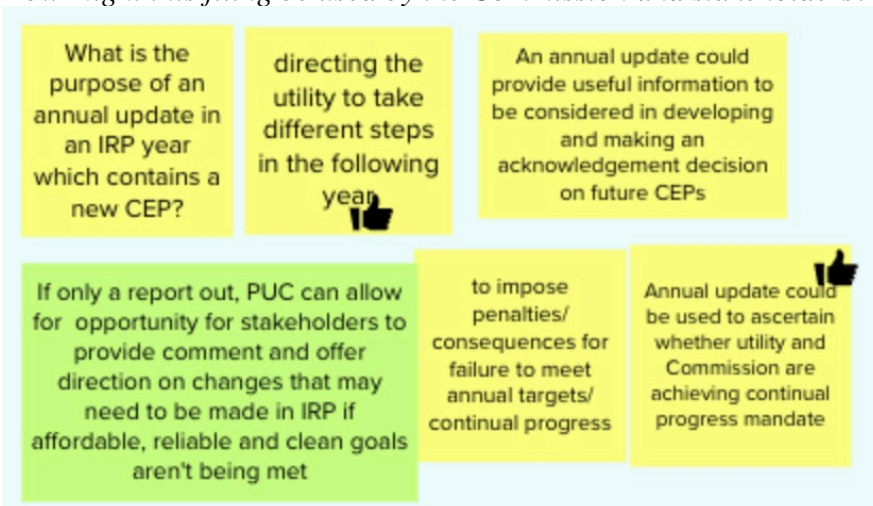 What is the
purpose of an
annual update in
an IRP year
which contains a
new CEP?
directing the
utility to take
different steps
in the following
year
An annual update could
provide useful information to
be considered in developing
and making an
acknowledgement decision
on future CEPs
If only a report out, PUC can allow
for opportunity for stakeholders to
provide comment and offer
direction on changes that may
need to be made in IRP if
affordable, reliable and clean goals
aren't being met
to impose
penalties/
consequences for
failure to meet
annual targets/
continual progress
Annual update could
be used to ascertain
whether utility and
Commission are
achieving continual
progress mandate